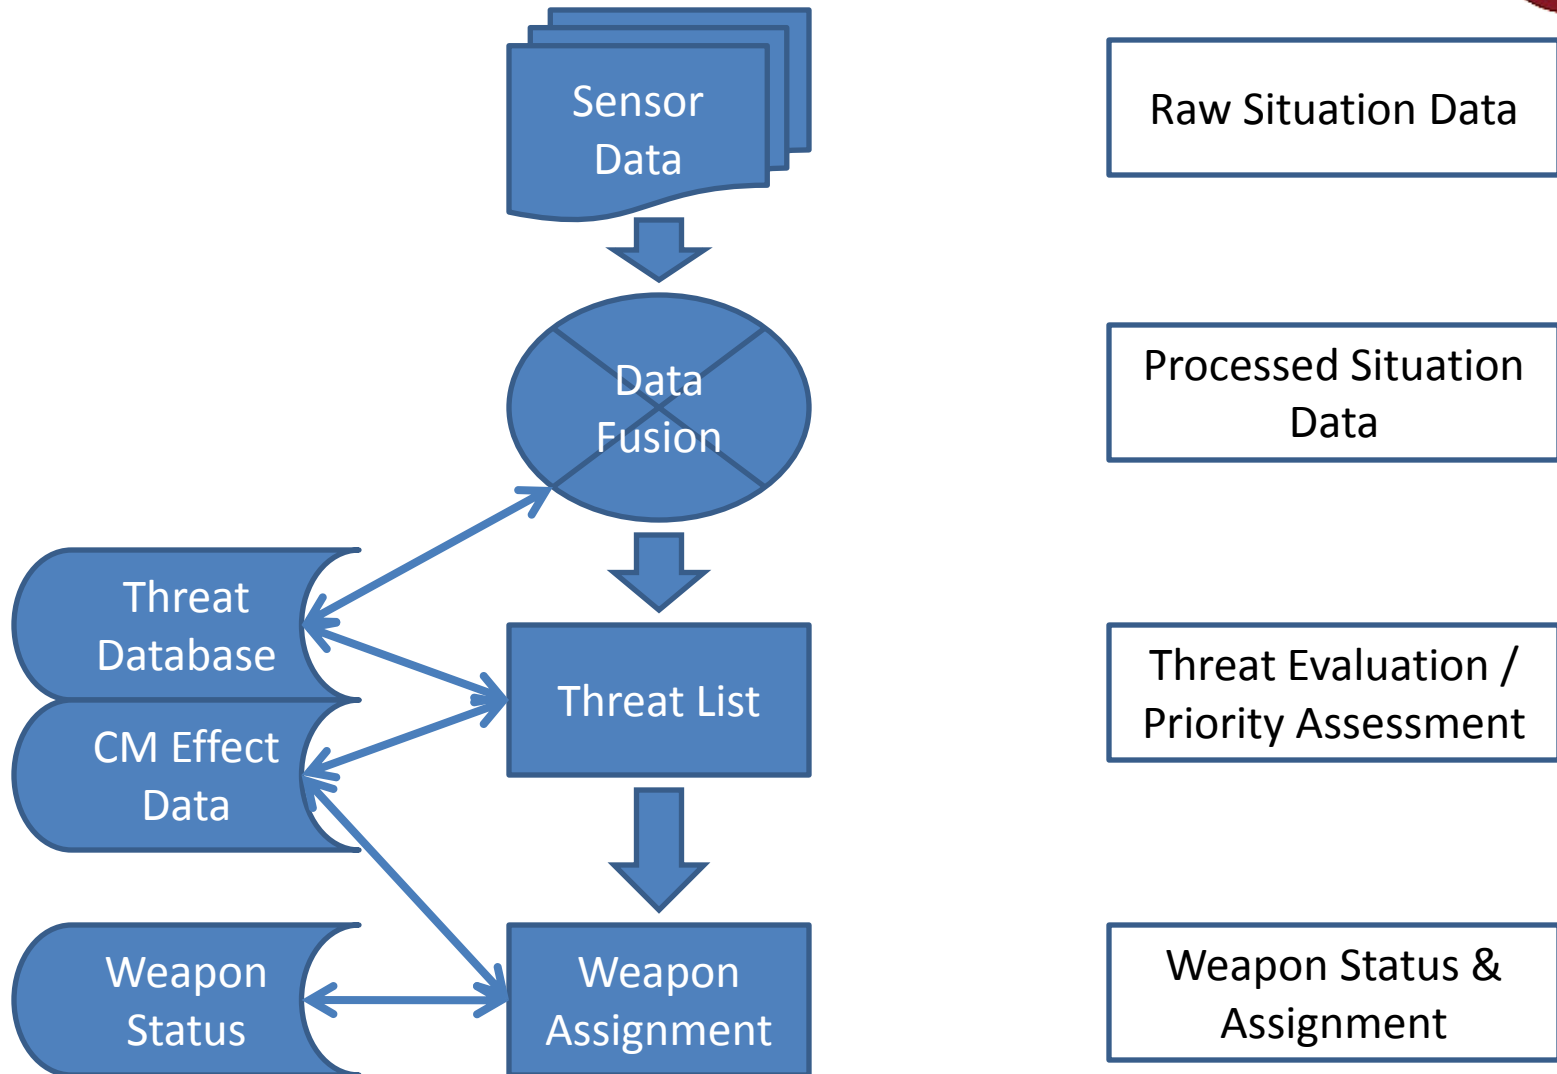 Sensor
Data
Raw Situation Data
Data
Fusion
Processed Situation
Data
Threat
Database
Threat List
Threat Evaluation /
Priority Assessment
CM Effect
Data
Weapon
Status
Weapon
Assignment
Weapon Status &
Assignment